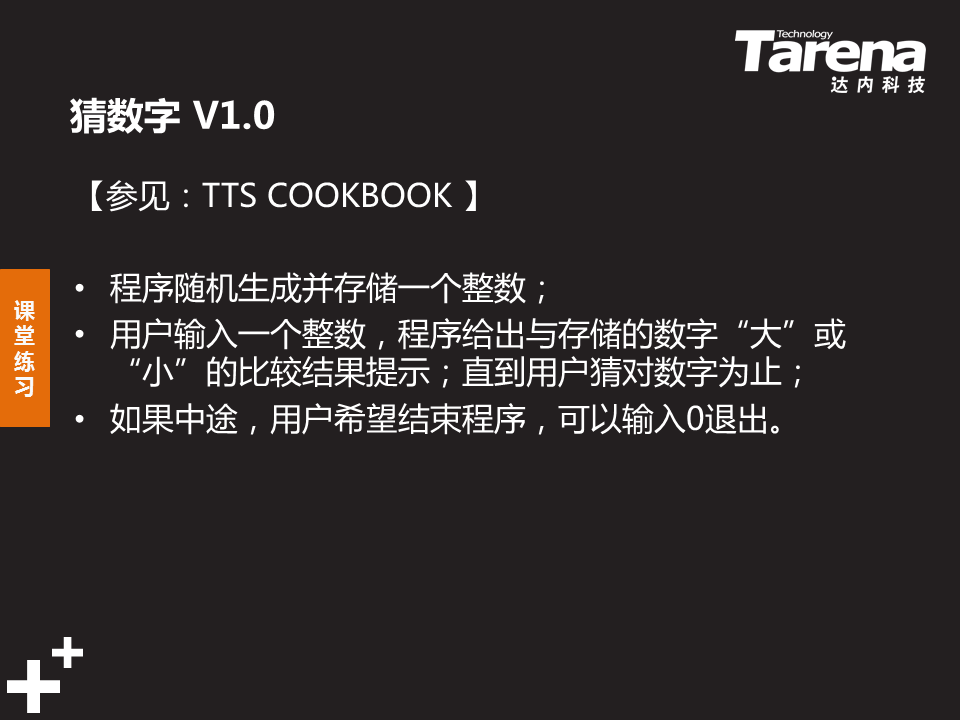 Technology
Tarena
达内科技
猜数字 V1.0
【参见：TTS COOKBOOK 】
• 程序随机生成并存储一个整数；
• 用户输入一个整数，程序给出与存储的数字“大”或
“小”的比较结果提示；直到用户猜对数字为止；
• 如果中途，用户希望结束程序，可以输入0退出。
课
堂
练
习